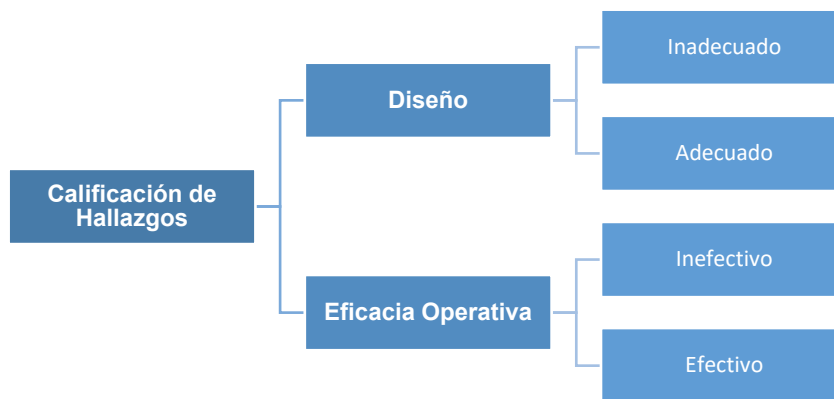 Calificación de
Hallazgos
Diseño
Inadecuado
Adecuado
Eficacia Operativa
Inefectivo
Efectivo